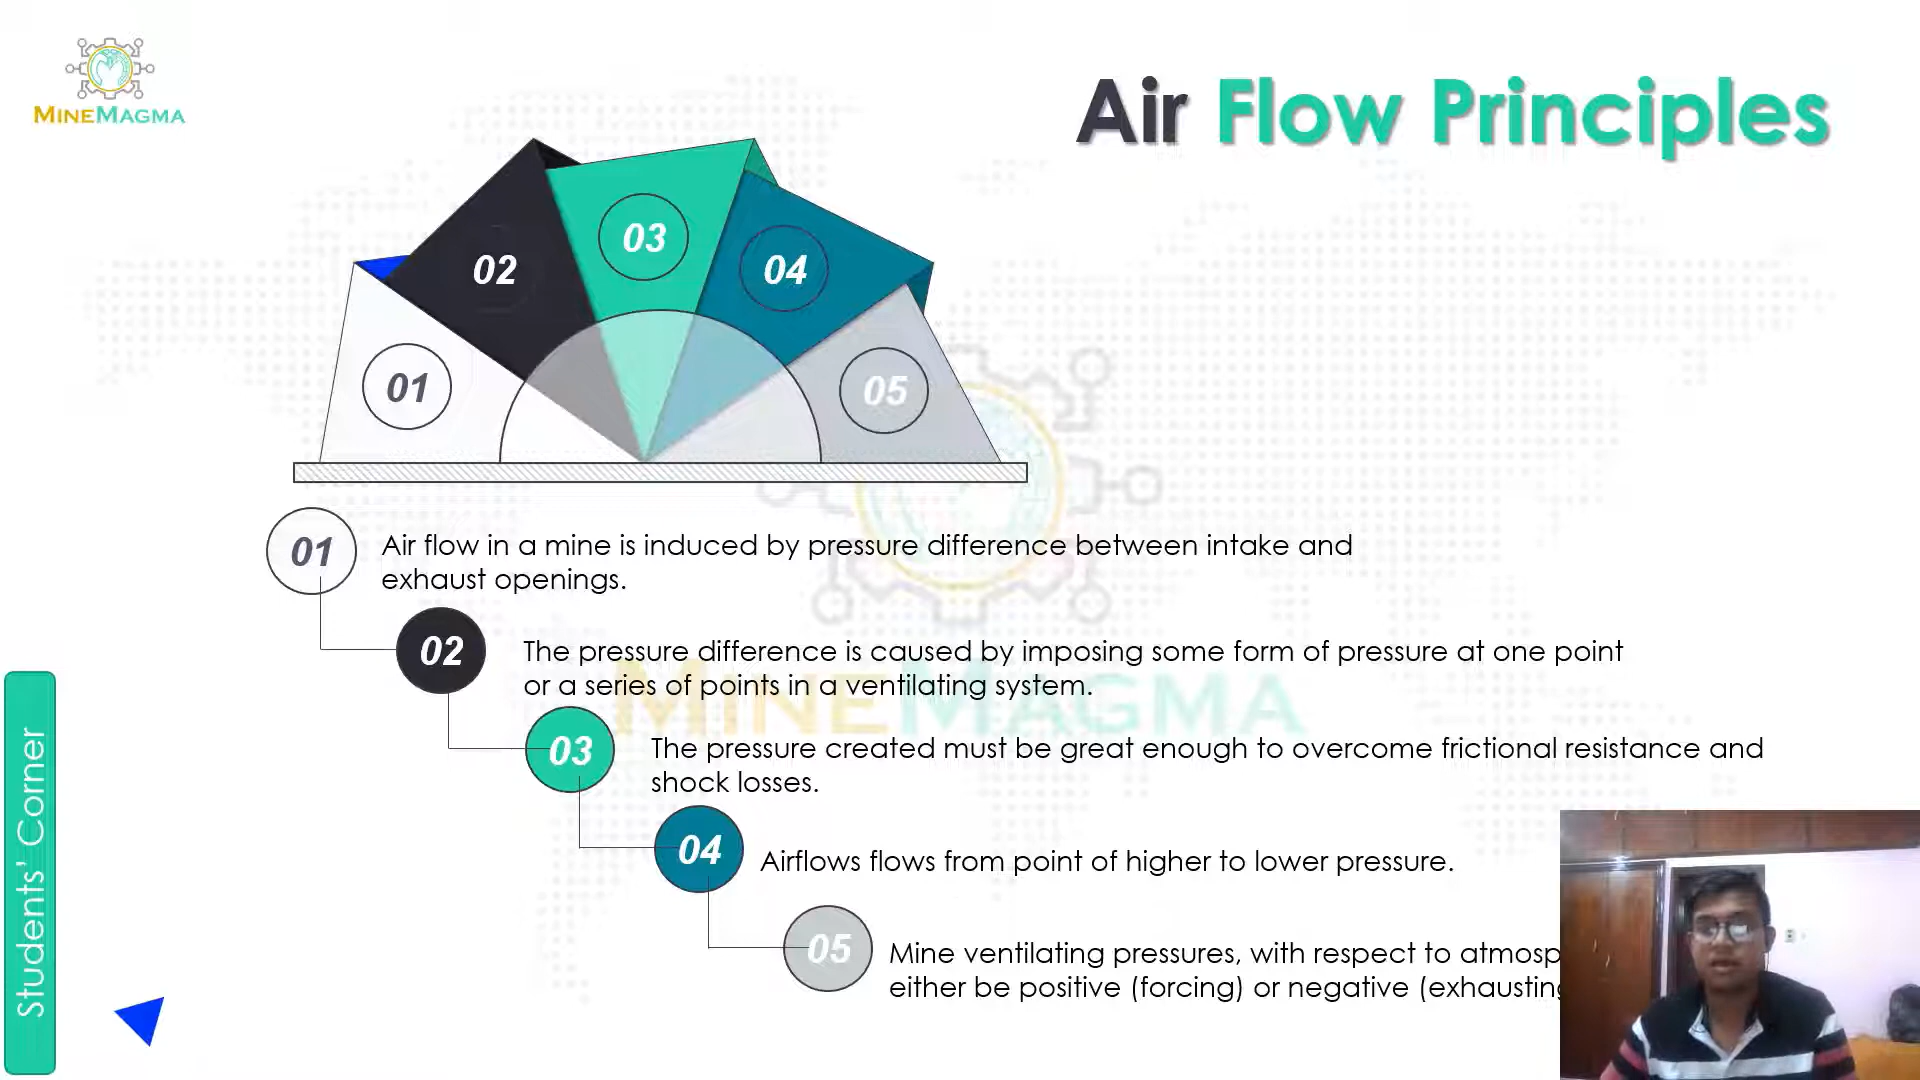 MINEMAGMA
Air Flow Principles
01
02
03
04
05
01
Air flow in a mine is induced by pressure difference between intake and
exhaust openings.
02
The pressure difference is caused by imposing some form of pressure at one point
or a series of points in a ventilating system.
MINEMAGMA
03
The pressure created must be great enough to overcome frictional resistance and
shock losses.
04
Airflows flows from point of higher to lower pressure.
05
Mine ventilating pressures, with respect to
either be positive (forcing) or negative
Students' Corner